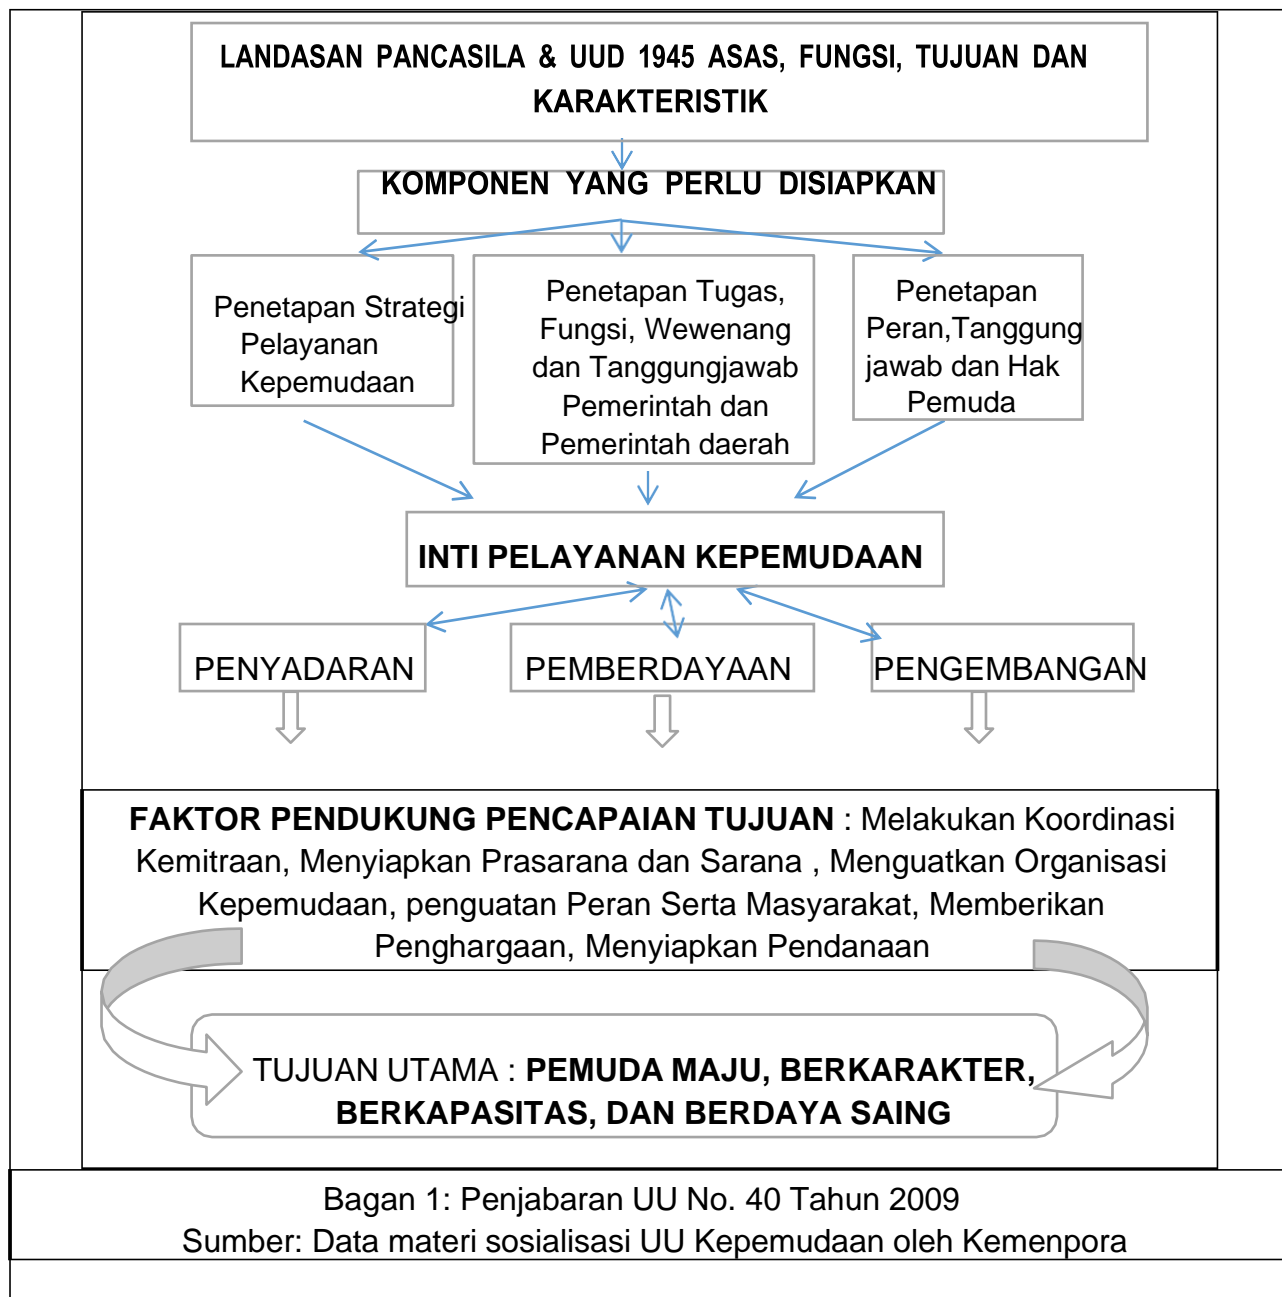 LANDASAN PANCASILA & UUD 1945 ASAS, FUNGSI, TUJUAN DAN
KARAKTERISTIK
KOMPONEN YANG PERLU DISIAPKAN
Penetapan Strategi
Pelayanan
Kepemudaan
Penetapan Tugas,
Fungsi, Wewenang
dan Tanggungjawab
Pemerintah dan
Pemerintah daerah
Penetapan
Peran,Tanggung
jawab dan Hak
Pemuda
INTI PELAYANAN KEPEMUDAAN
PENYADARAN
PEMBERDAYAAN
PENGEMBANGAN
FAKTOR PENDUKUNG PENCAPAIAN TUJUAN : Melakukan Koordinasi
Kemitraan, Menyiapkan Prasarana dan Sarana , Menguatkan Organisasi
Kepemudaan, penguatan Peran Serta Masyarakat, Memberikan
Penghargaan, Menyiapkan Pendanaan
TUJUAN UTAMA : PEMUDA MAJU, BERKARAKTER,
BERKAPASITAS, DAN BERDAYA SAING
Bagan 1: Penjabaran UU No. 40 Tahun 2009
Sumber: Data materi sosialisasi UU Kepemudaan oleh Kemenpora